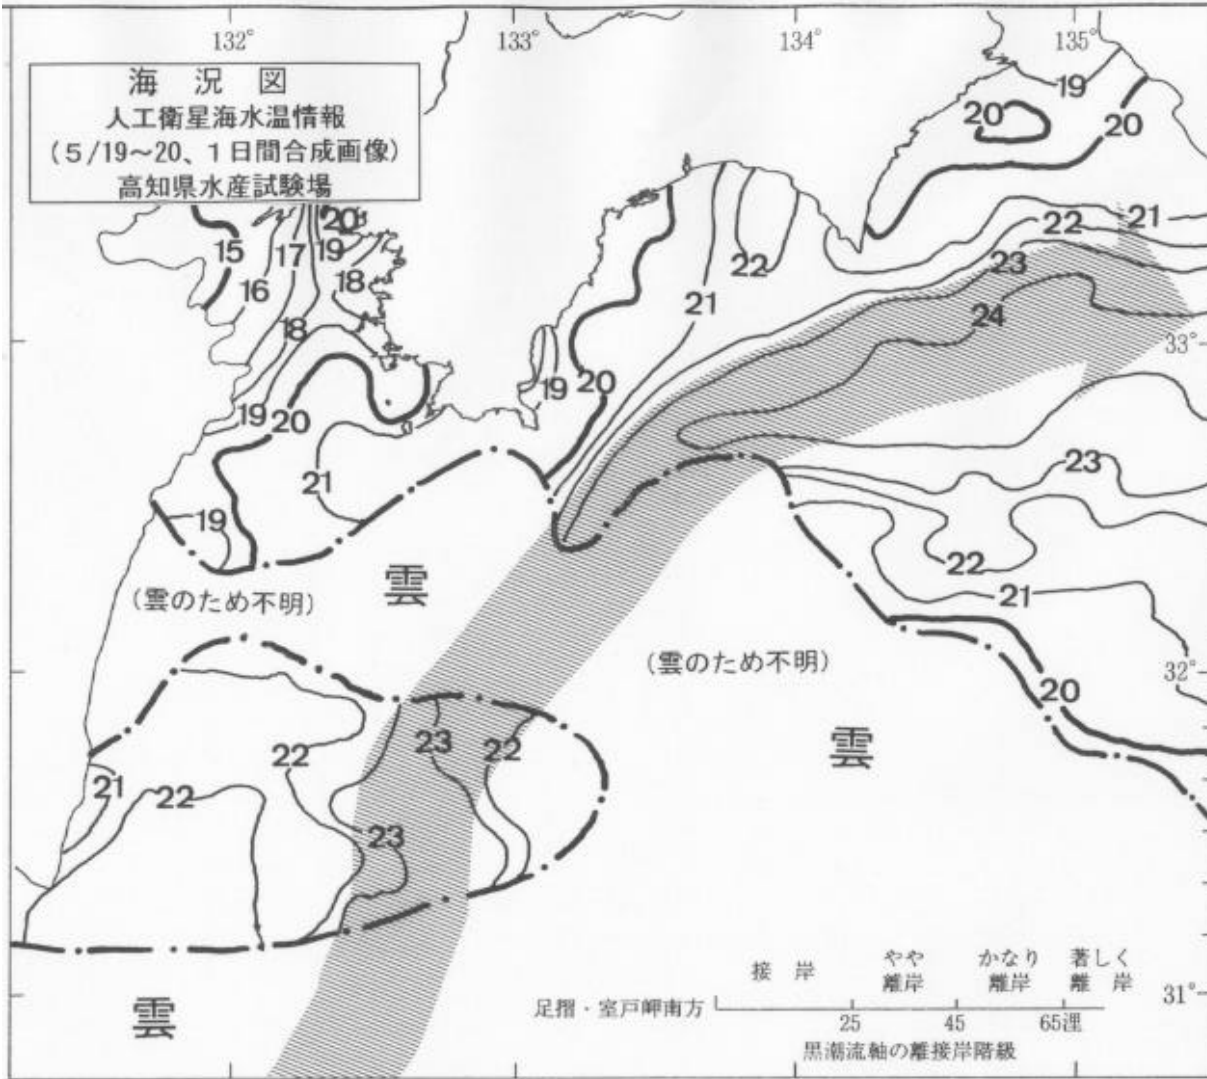 132°
133°
134°
135°
海況図
人工衛星海水温情報
(5/19～20、1日間合成画像)
高知県水産試験場
19
20
20
20
15
17
19
16
18
18
22
21
22
21
22
23
24
33°
19
20
19
20
21
23
19
22
21
雲
(雲のため不明)
(雲のため不明)
32°
20
雲
22
23
22
21
22
23
雲
接岸
やや
離岸
かなり
離岸
著しく
離岸
足摺・室戸岬南方
25
45
65浬
黒潮流軸の離接岸階級
31°